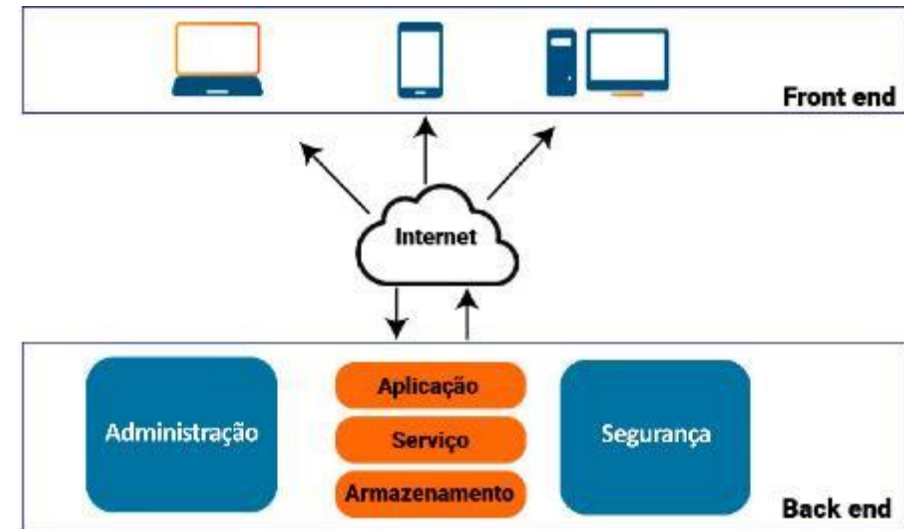 Front end
Internet
Administração
Aplicação
Serviço
Armazenamento
Segurança
Back end